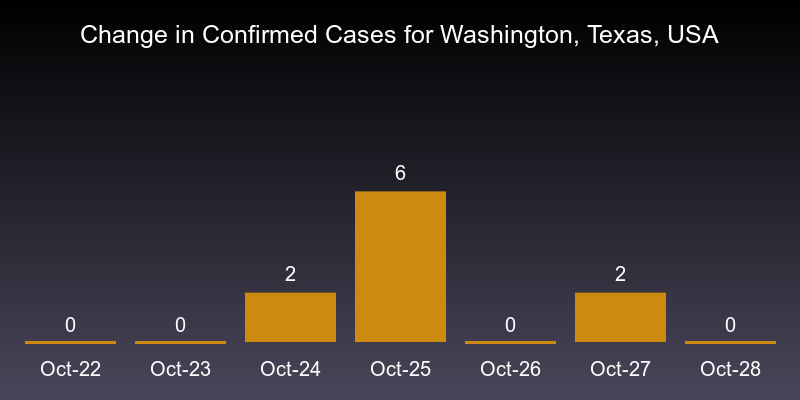 Change in Confirmed Cases for Washington, Texas, USA
6
2
2
0
0
0
0
Oct-22
Oct-23
Oct-24
Oct-25
Oct-26
Oct-27
Oct-28